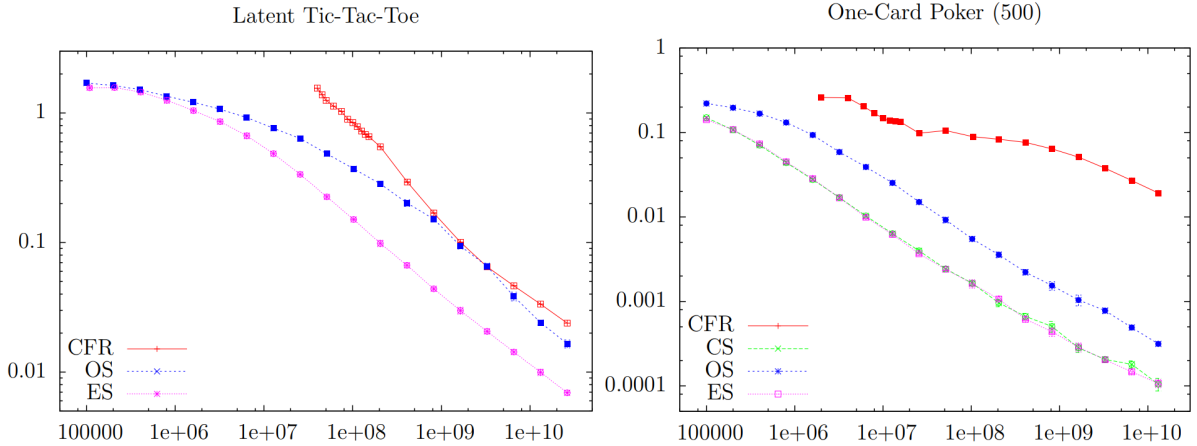 Latent Tic-Tac-Toe
1
0.1
0.01
CFR
OS
ES
100000 1e+06 1e+07 1e+08 1e+09 1e+10
One-Card Poker (500)
1
0.1
0.01
0.001
0.0001
CFR
CS
OS
ES
100000 1e+06 1e+07 1e+08 1e+09 1e+10